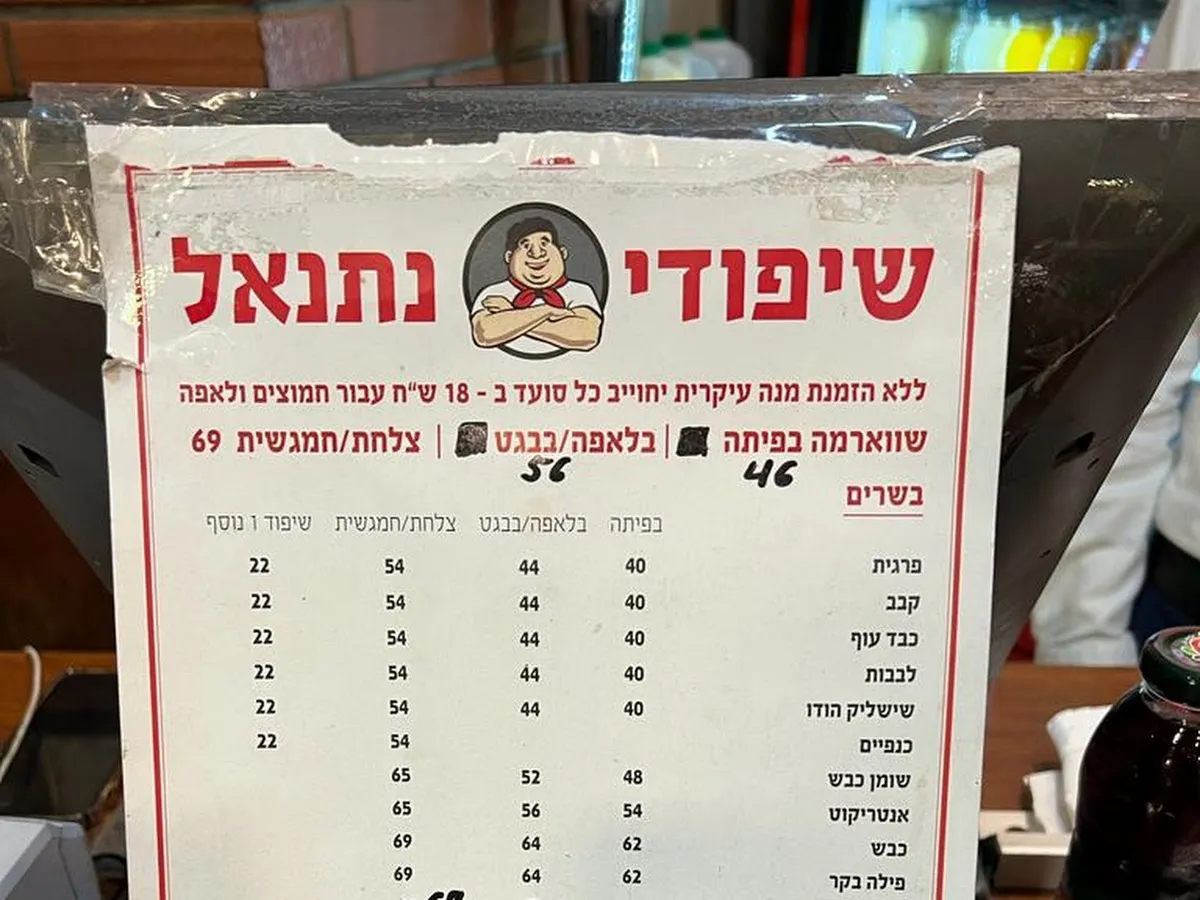 שיפודי נתנאל
ללא הזמנת מנה עיקרית יחוייב כל סועד ב - 18 ש״ח עבור חמוצים ולאפה
שווארמה בפיתה | בלאפה/בבגט | צלחת/חמגשית 69
46 56
בשרים
בפיתה בלאפה/בבגט צלחת/חמגשית שיפוד ו נוסף
פרגית 40 44 54 22
קבב 40 44 54 22
כבד עוף 40 44 54 22
לבבות 40 44 54 22
שישליק הודו 40 44 54 22
כנפיים 54 22
שומן כבש 48 52 65
אנטריקוט 54 56 65
כבש 62 64 69
פילה בקר 62 64 69